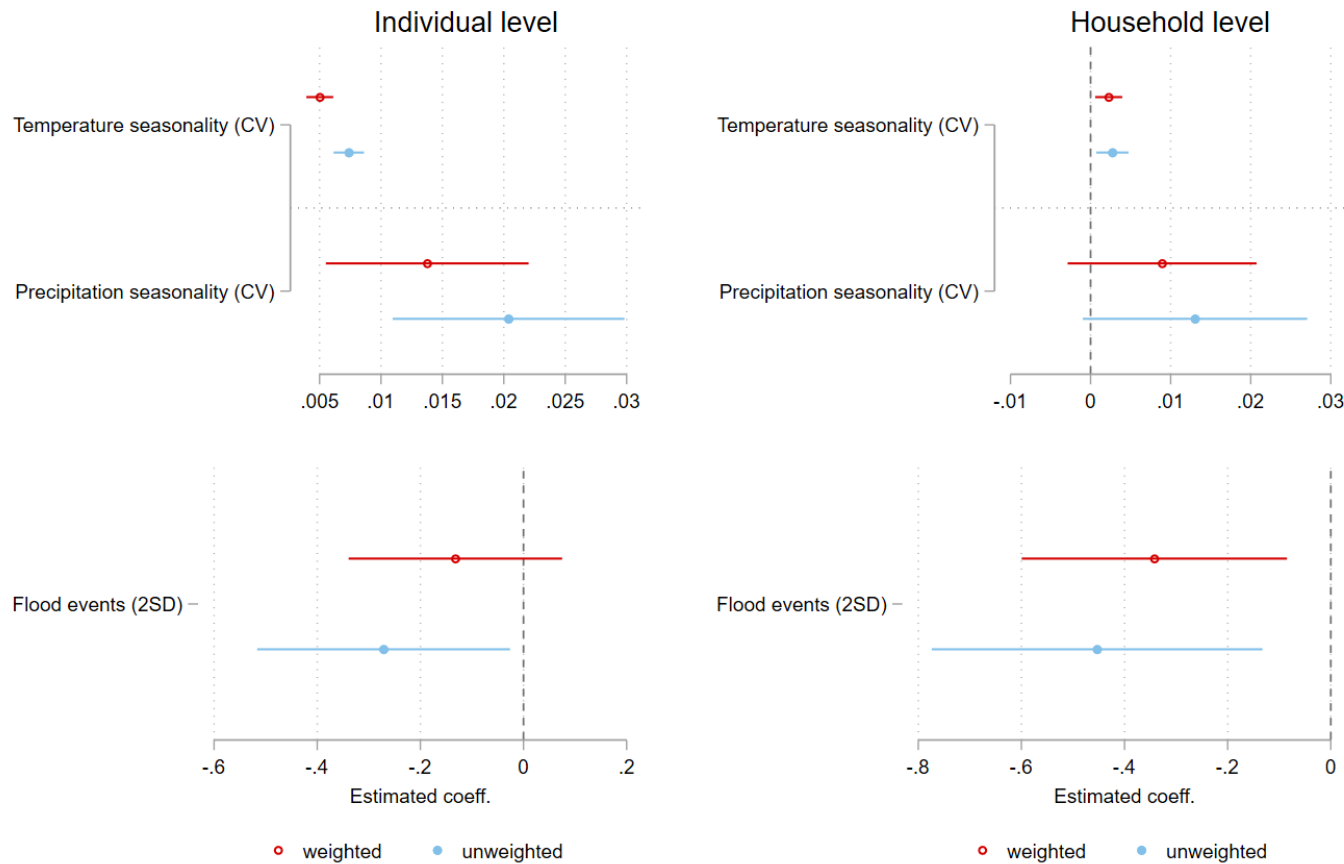 Individual level
Temperature seasonality (CV)
Precipitation seasonality (CV)
.005 .01 .015 .02 .025 .03
Household level
Temperature seasonality (CV)
Precipitation seasonality (CV)
-.01 0 .01 .02 .03
Flood events (2SD)
-.6 -.4 -.2 0 .2
Estimated coeff.
weighted unweighted
Flood events (2SD)
-.8 -.6 -.4 -.2 0
Estimated coeff.
weighted unweighted